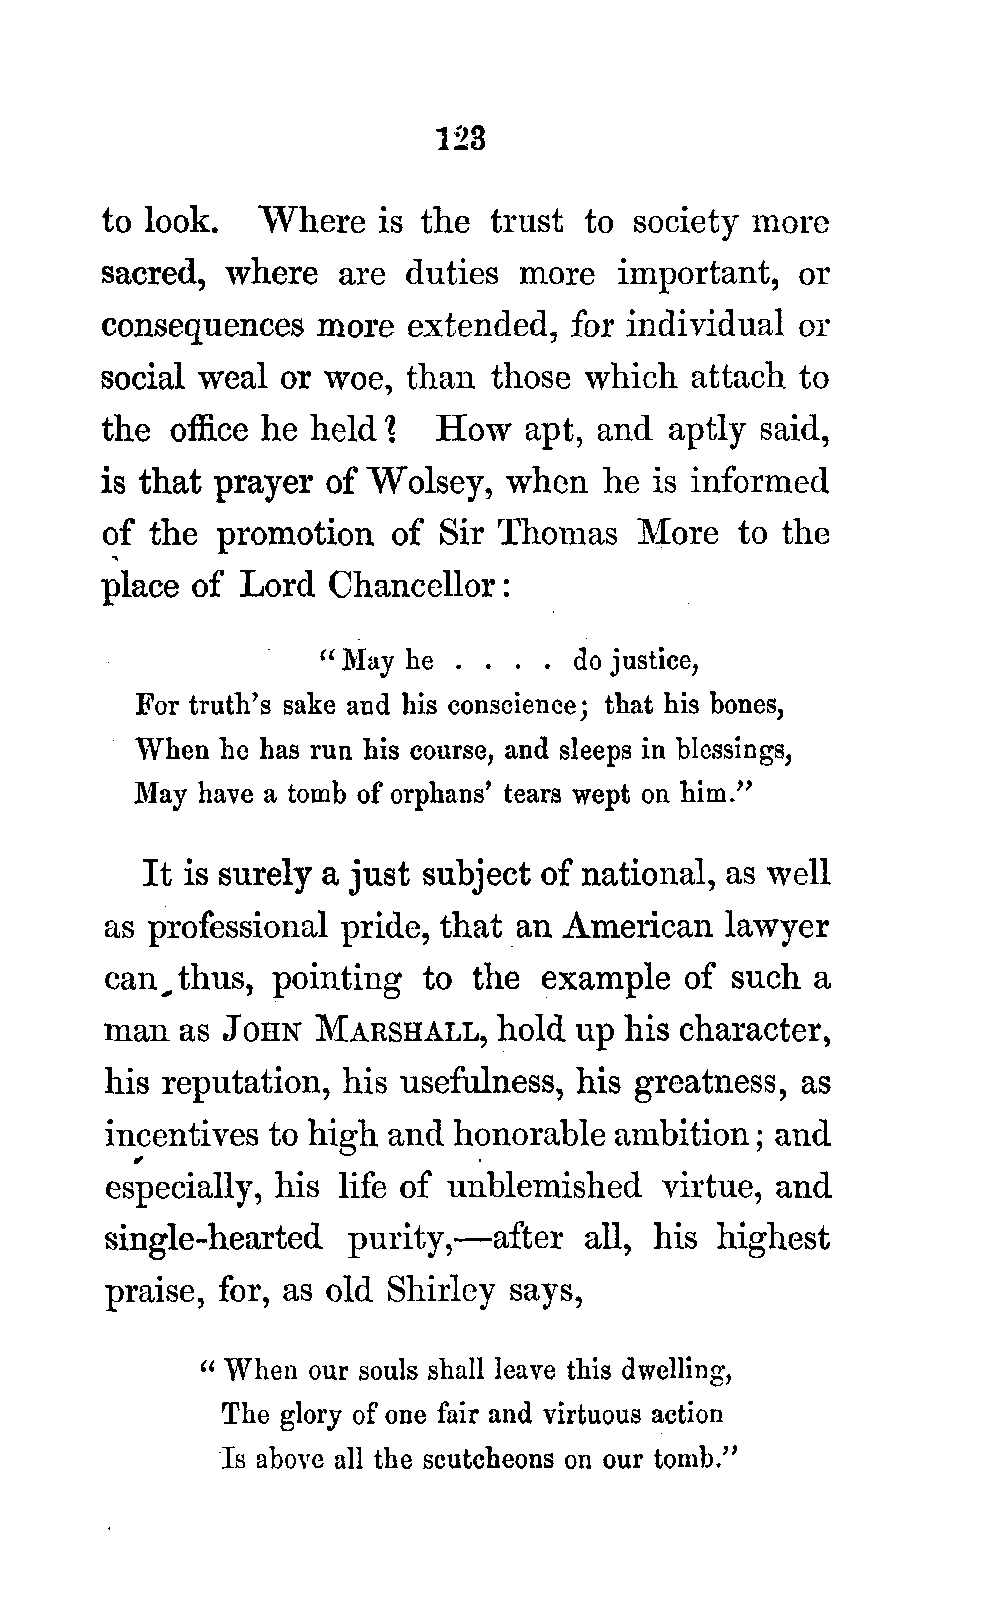 123
to look. Where is the trust to society more
sacred, where are duties more important, or
consequences more extended, for individual or
social weal or woe, than those which attach to
the office he held? How apt, and aptly said,
is that prayer of Wolsey, when he is informed
of the promotion of Sir Thomas More to the
place of Lord Chancellor:
"May he . . . . do justice,
For truth's sake and his conscience; that his bones,
When he has run his course, and sleeps in blessings,
May have a tomb of orphans' tears wept on him."
It is surely a just subject of national, as well
as professional pride, that an American lawyer
can, thus, pointing to the example of such a
man as JOHN MARSHALL, hold up his character,
his reputation, his usefulness, his greatness, as
incentives to high and honorable ambition; and
especially, his life of unblemished virtue, and
single-hearted purity,—after all, his highest
praise, for, as old Shirley says,
"When our souls shall leave this dwelling,
The glory of one fair and virtuous action
Is above all the scutcheons on our tomb."